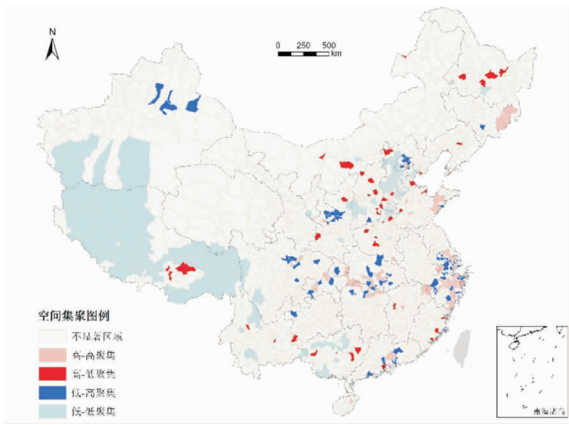 N
0 250 500
km
空间集聚图例
不显著区域
高-高聚集
高-低聚集
低-高聚集
低-低聚集
南海诸岛